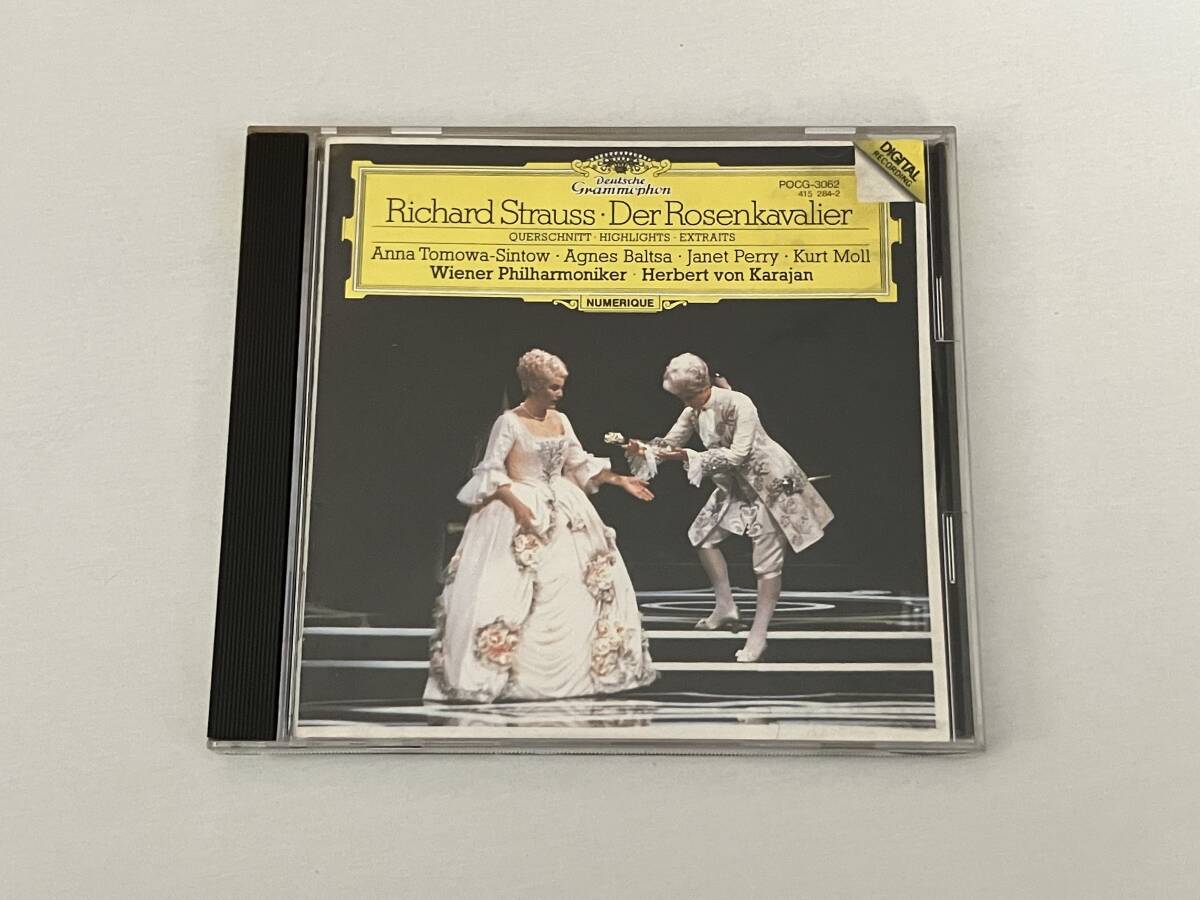 Deutsche
Grammophon
POCG-3062
415 284-2
DIGITAL
RECORDING
Richard Strauss · Der Rosenkavalier
QUERSCHNITT · HIGHLIGHTS · EXTRAITS
Anna Tomowa-Sintow · Agnes Baltsa · Janet Perry · Kurt Moll
Wiener Philharmoniker · Herbert von Karajan
NUMERIQUE